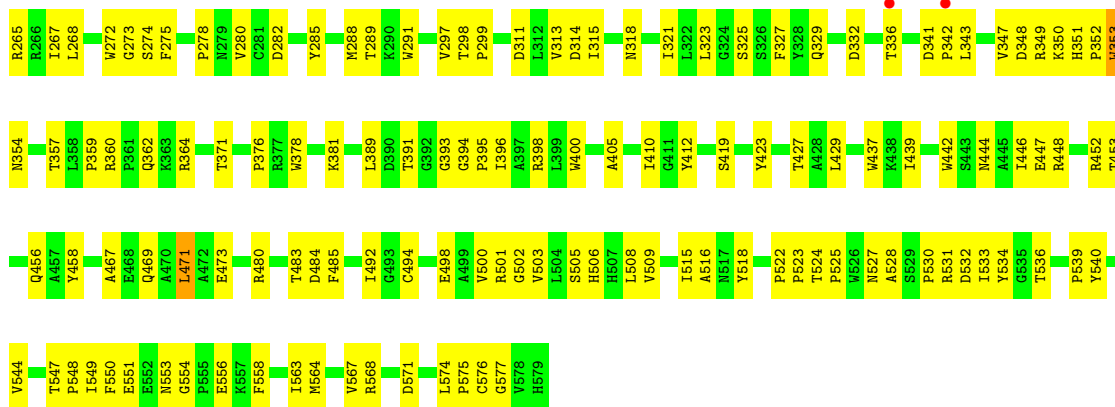 R265 R266 I267 L268 W272 G273 S274 F275 P278 N279 V280 C281 D282 Y285 M288 T289 K290 W291 V297 T298 P299 D311 L312 V313 D314 I315 N318 I321 L322 L323 G324 S325 S326 F327 Y328 Q329 D332 T336 D341 P342 L343 V347 D348 R349 K350 H351 P352
N354 T357 L358 P359 R360 P361 Q362 K363 R364 T371 P376 R377 W378 K381 L389 D390 T391 G392 G393 G394 P395 I396 A397 R398 L399 W400 A405 I410 G411 Y412 S419 Y423 T427 A428 L429 W437 K438 I439 W442 S443 N444 A445 I446 E447 R448 R452 T453
Q456 A457 Y458 A467 E468 Q469 A470 L471 A472 E473 R480 T483 D484 F485 I492 G493 C494 E498 A499 V500 R501 G502 V503 L504 S505 H506 H507 L508 V509 I515 A516 N517 Y518 P522 P523 T524 P525 W526 N527 A528 S529 P530 R531 D532 I533 Y534 G535 T536 P539 Y540
V544 T547 P548 I549 F550 E551 E552 N553 G554 P555 E556 K557 F558 I563 M564 V567 R568 D571 L574 P575 C576 G577 V578 H579